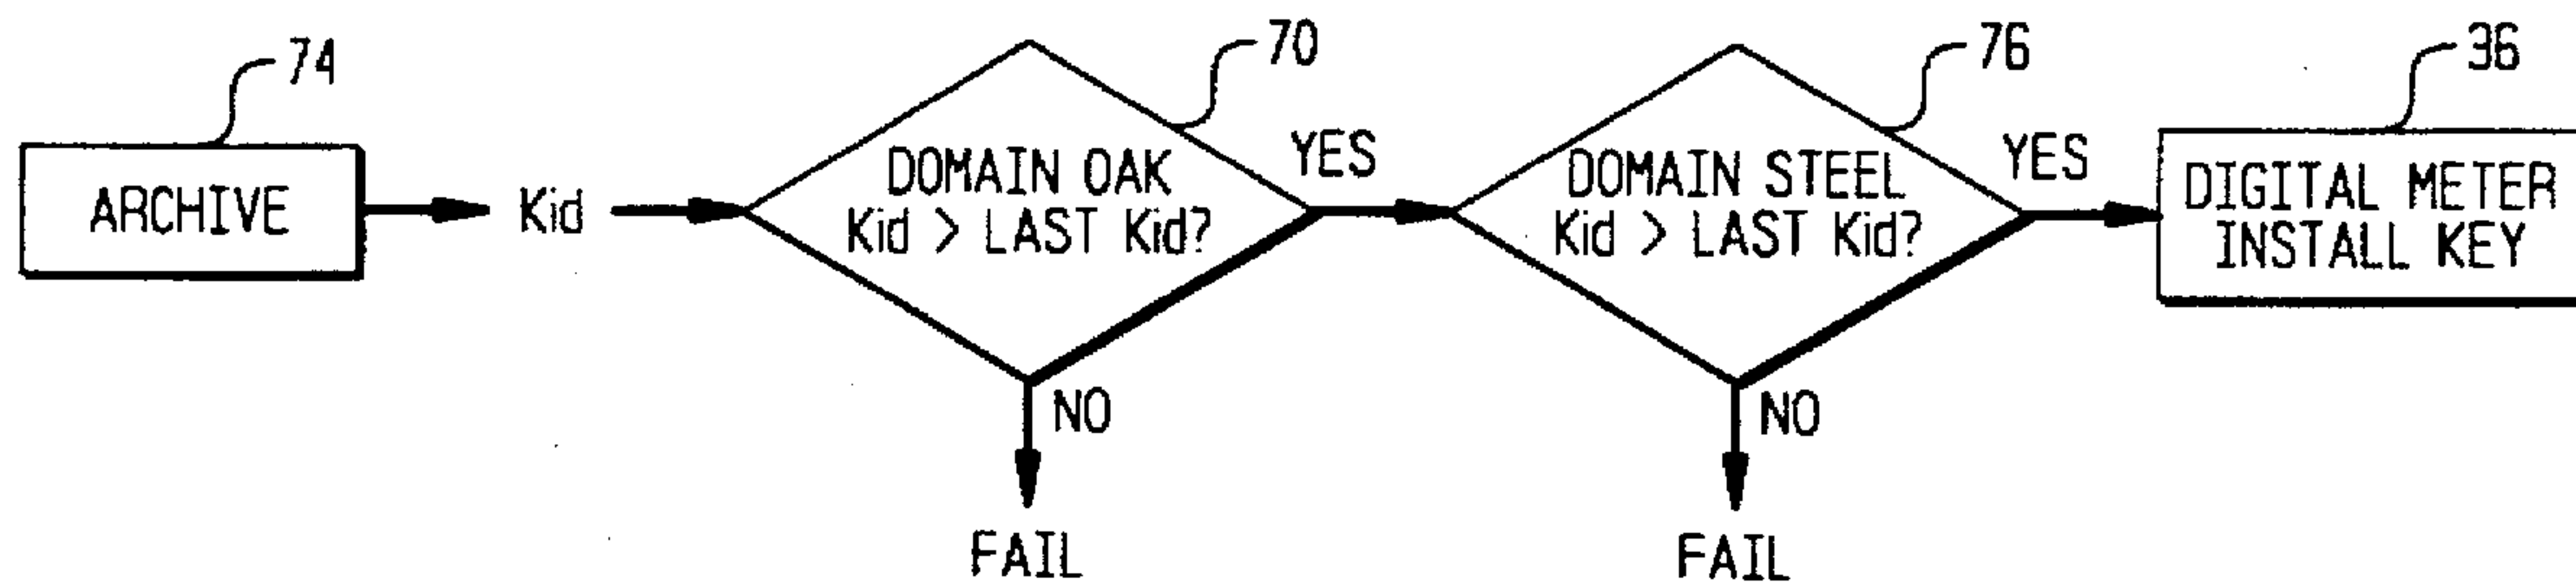 74
ARCHIVE
Kid
70
DOMAIN OAK
Kid > LAST Kid?
YES
NO
FAIL
76
DOMAIN STEEL
Kid > LAST Kid?
YES
NO
FAIL
36
DIGITAL METER
INSTALL KEY